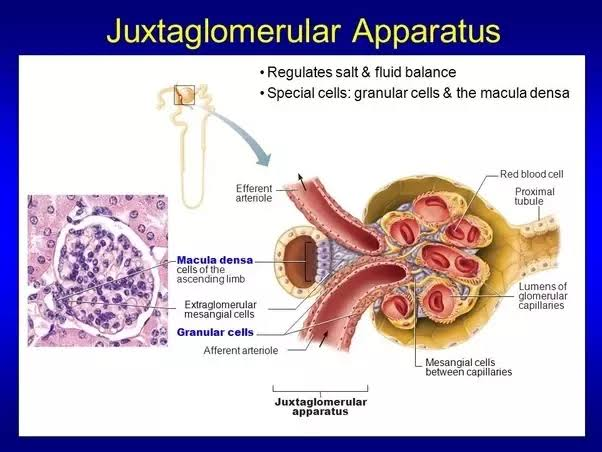 Juxtaglomerular Apparatus
• Regulates salt & fluid balance
• Special cells: granular cells & the macula densa
Efferent
arteriole
Red blood cell
Proximal
tubule
Macula densa
cells of the
ascending limb
Extraglomerular
mesangial cells
Granular cells
Afferent arteriole
Lumens of
glomerular
capillaries
Mesangial cells
between capillaries
Juxtaglomerular
apparatus